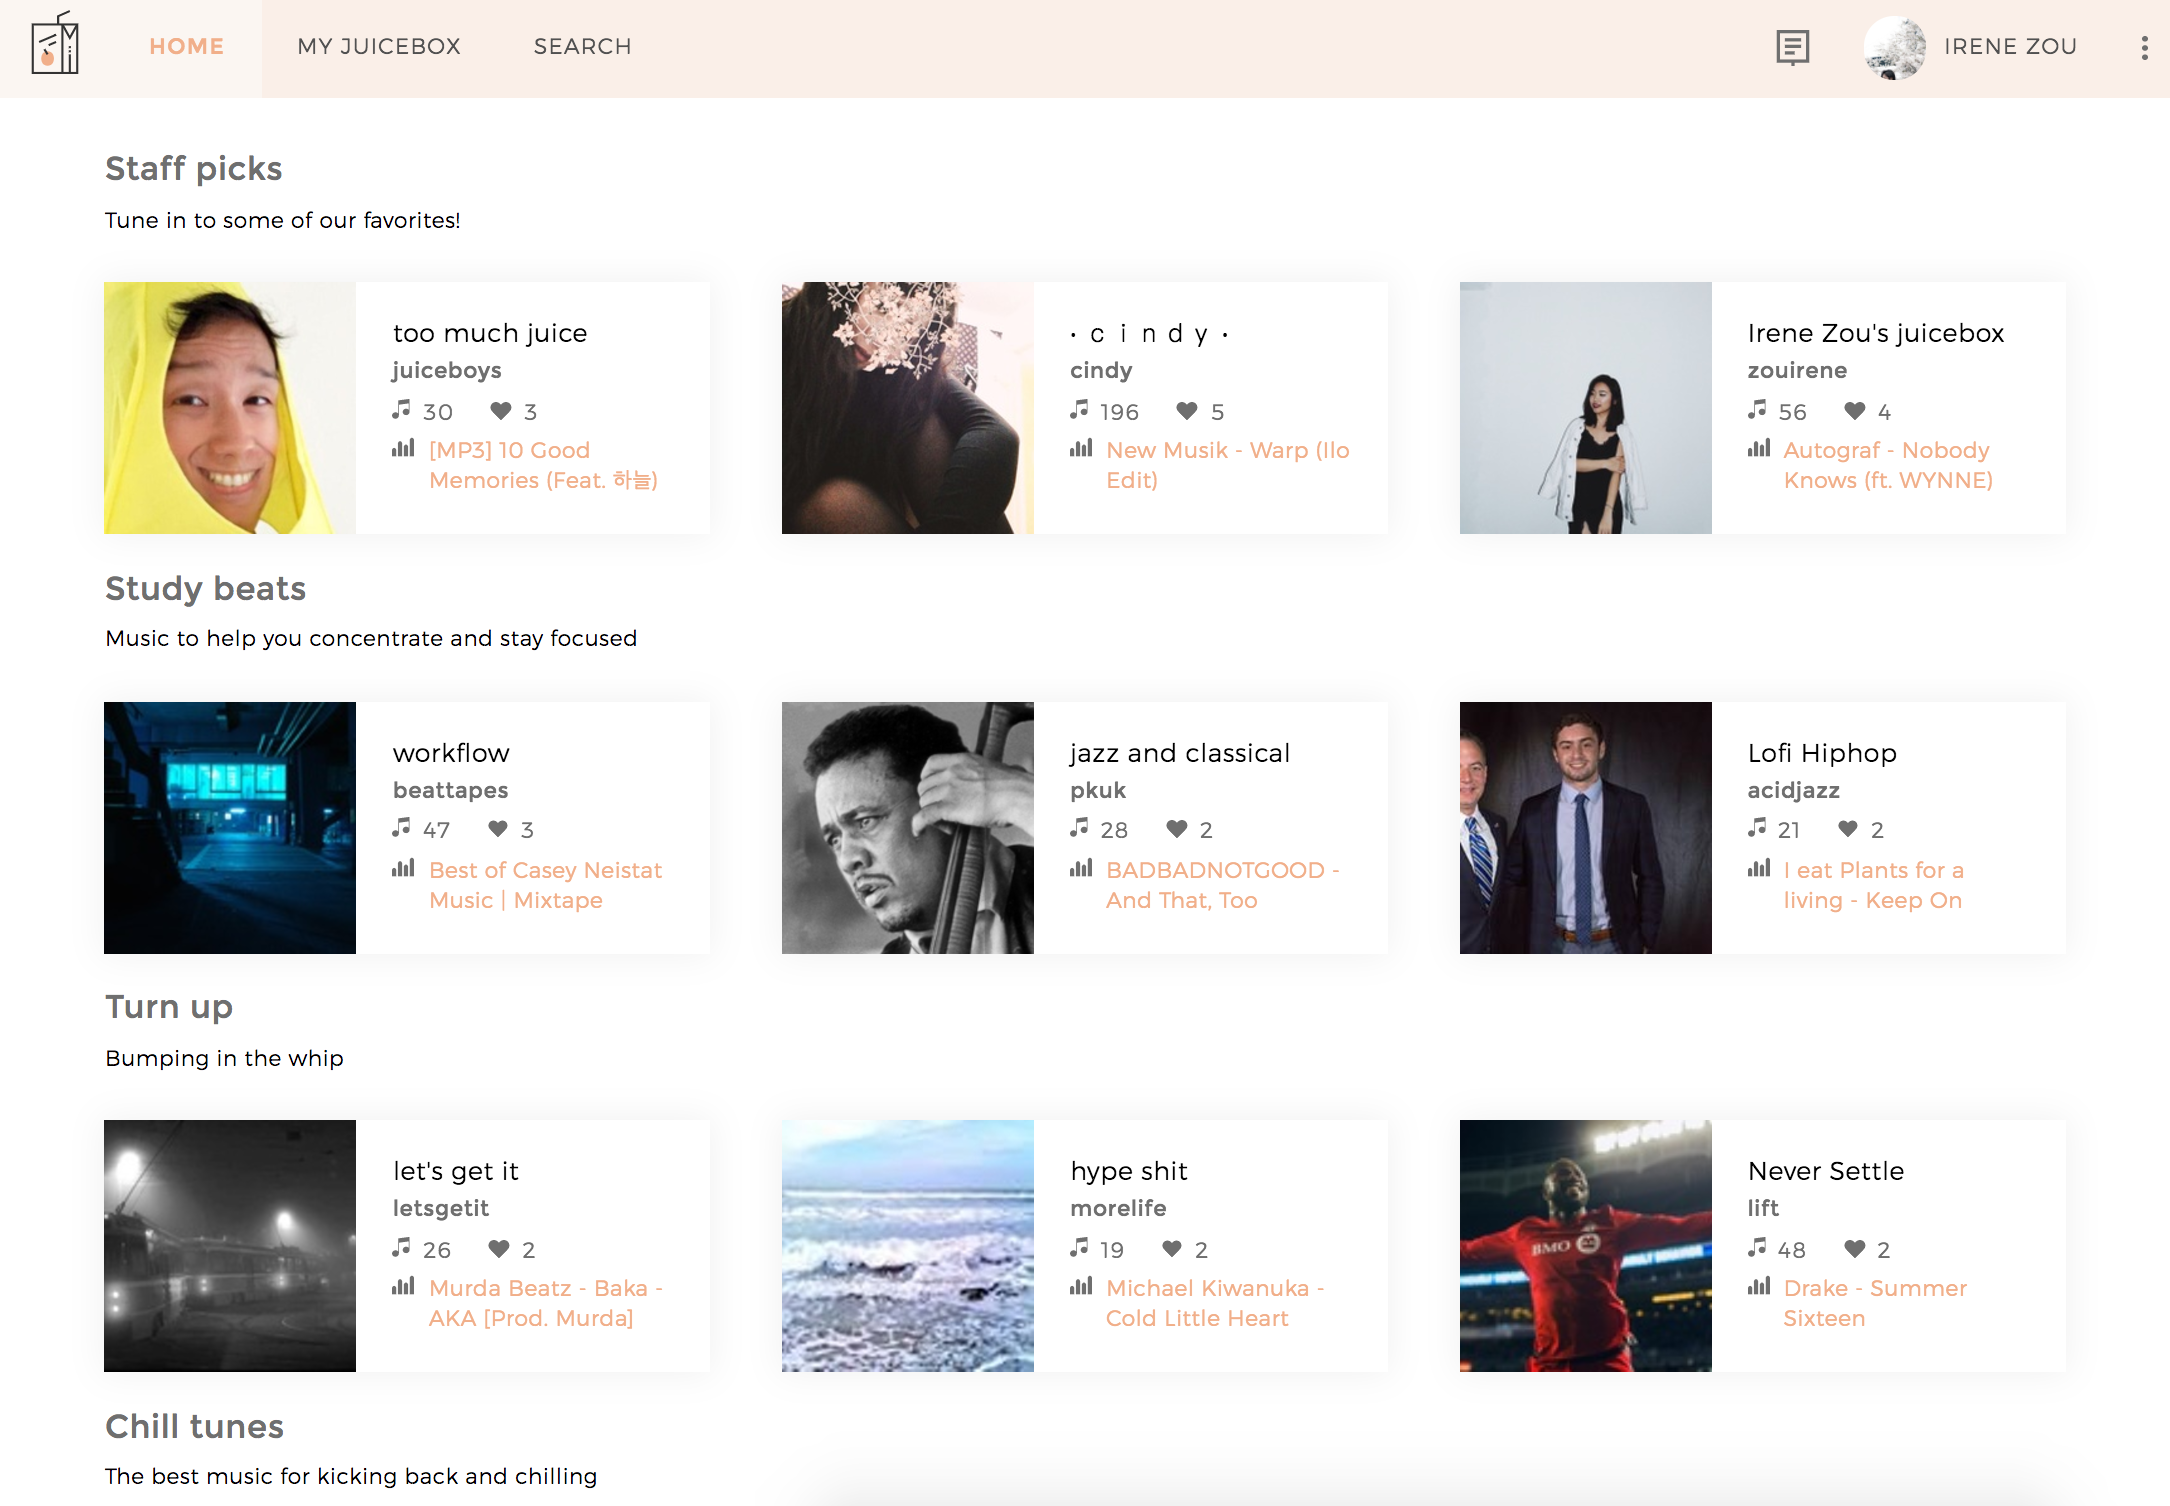 HOME MY JUICEBOX SEARCH IRENE ZOU
Staff picks
Tune in to some of our favorites!
too much juice
juiceboys
30 3
[MP3] 10 Good
Memories (Feat. 하늘)
· c i n d y ·
cindy
196 5
New Musik - Warp (Ilo
Edit)
Irene Zou's juicebox
zouirene
56 4
Autograf - Nobody
Knows (ft. WYNNE)
Study beats
Music to help you concentrate and stay focused
workflow
beattapes
47 3
Best of Casey Neistat
Music | Mixtape
jazz and classical
pkuk
28 2
BADBADNOTGOOD -
And That, Too
Lofi Hiphop
acidjazz
21 2
I eat Plants for a
living - Keep On
Turn up
Bumping in the whip
let's get it
letsgetit
26 2
Murda Beatz - Baka -
AKA [Prod. Murda]
hype shit
morelife
19 2
Michael Kiwanuka -
Cold Little Heart
BMO
Never Settle
lift
48 2
Drake - Summer
Sixteen
Chill tunes
The best music for kicking back and chilling